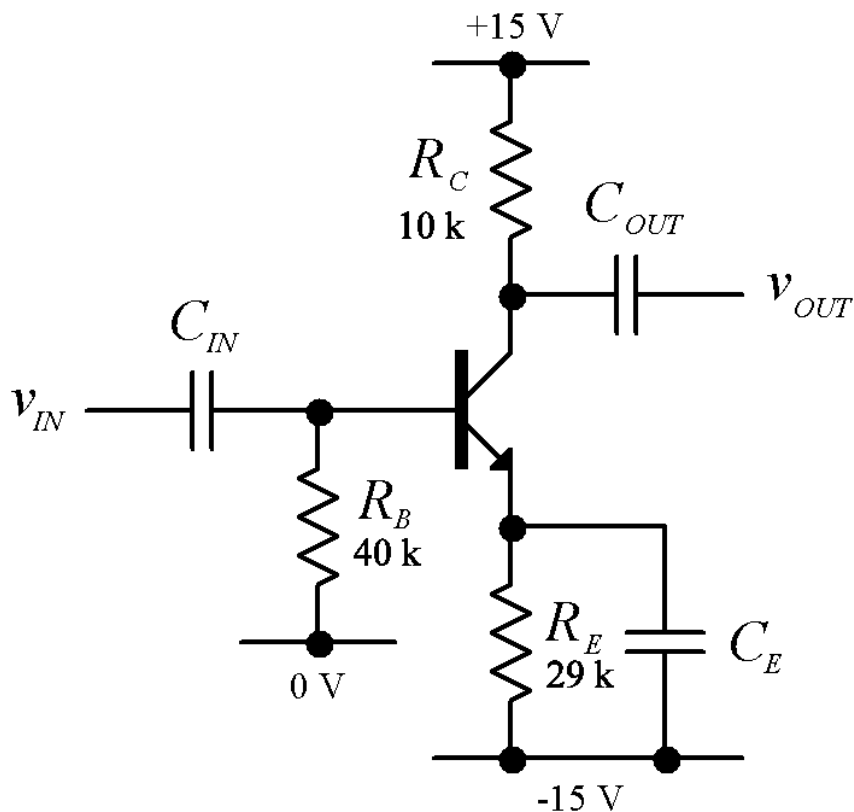 +15 V
R_C
10 k
C_OUT
v_OUT
C_IN
v_IN
R_B
40 k
0 V
R_E
29 k
C_E
-15 V